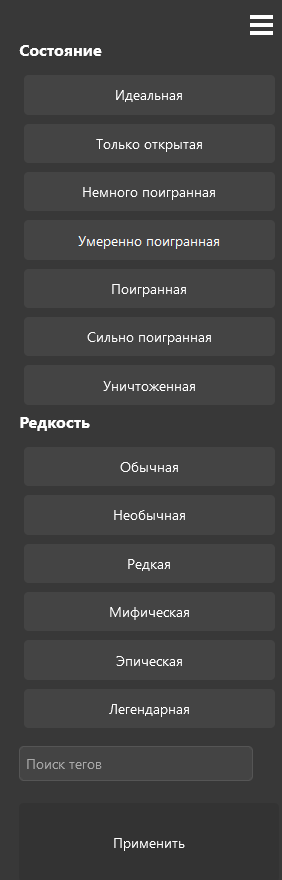 Состояние
Идеальная
Только открытая
Немного поигранная
Умеренно поигранная
Поигранная
Сильно поигранная
Уничтоженная
Редкость
Обычная
Необычная
Редкая
Мифическая
Эпическая
Легендарная
Поиск тегов
Применить